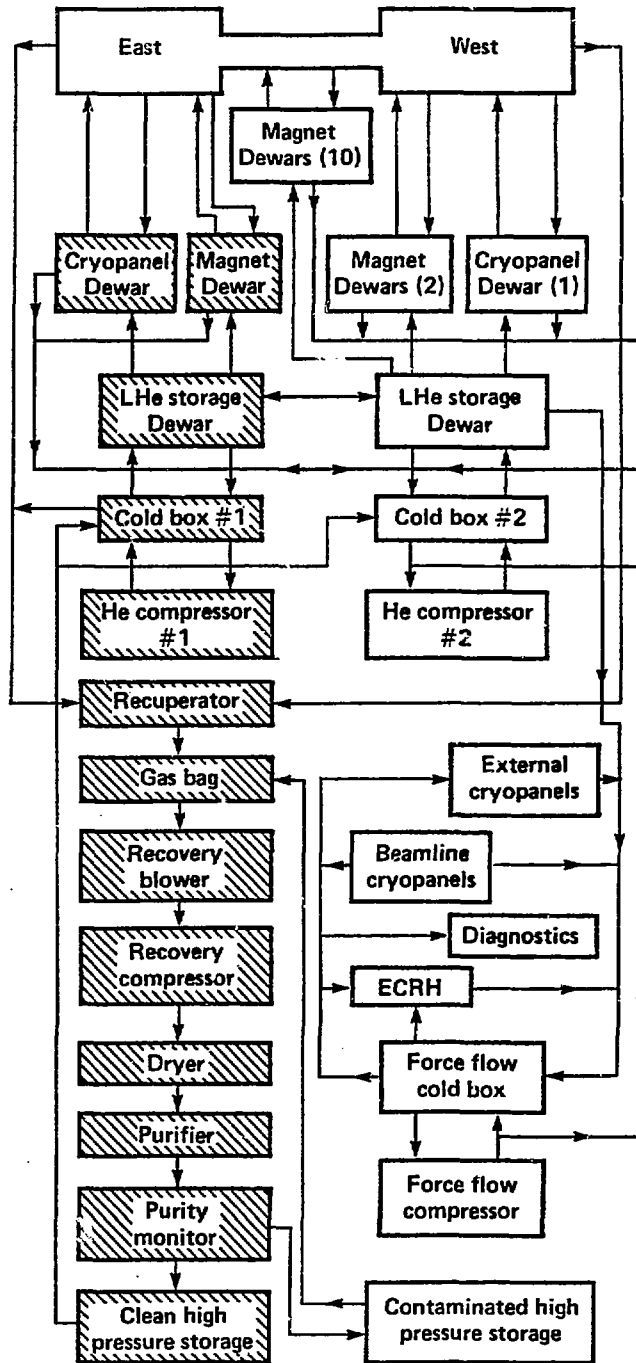 East
West
Magnet
Dewars (10)
Cryopanel
Dewar
Magnet
Dewar
Magnet
Dewars (2)
Cryopanel
Dewar (1)
LHe storage
Dewar
LHe storage
Dewar
Cold box #1
Cold box #2
He compressor
#1
He compressor
#2
Recuperator
Gas bag
External
cryopanels
Recovery
blower
Beamline
cryopanels
Recovery
compressor
Diagnostics
ECRH
Dryer
Force flow
cold box
Purifier
Purity
monitor
Force flow
compressor
Clean high
pressure storage
Contaminated high
pressure storage